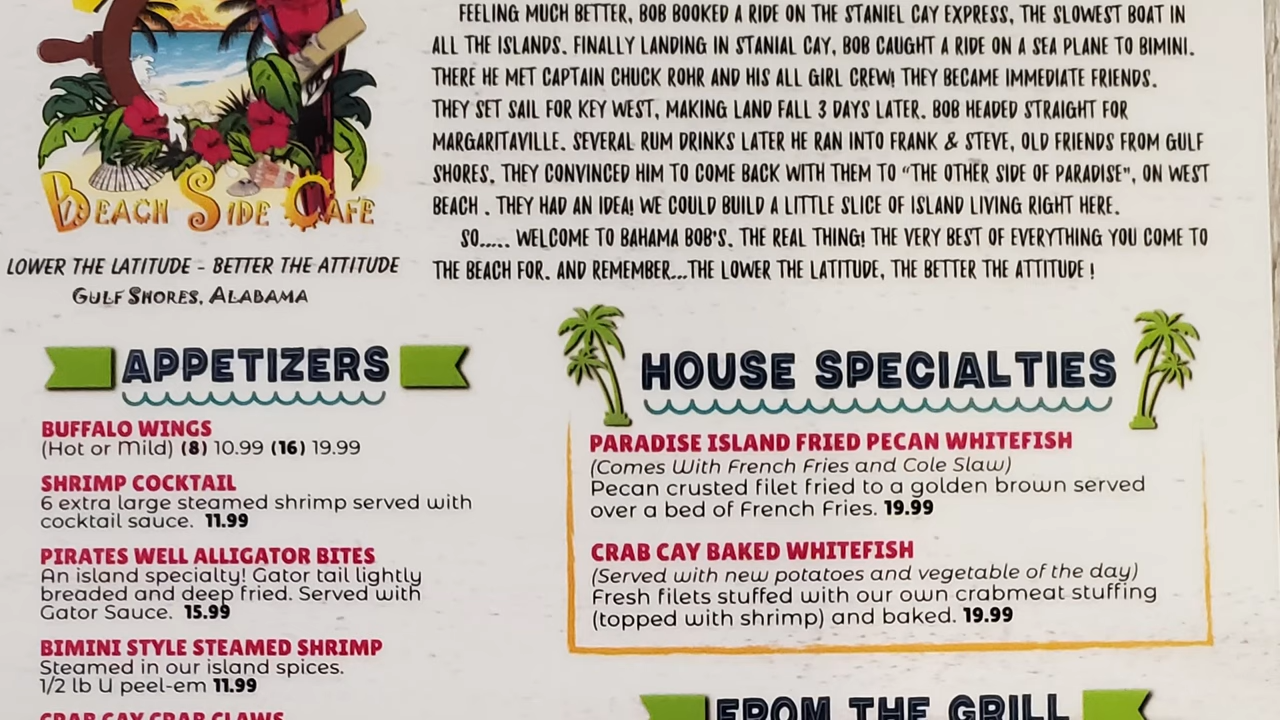 FEELING MUCH BETTER, BOB BOOKED A RIDE ON THE STANIEL CAY EXPRESS, THE SLOWEST BOAT IN
ALL THE ISLANDS. FINALLY LANDING IN STANIAL CAY, BOB CAUGHT A RIDE ON A SEA PLANE TO BIMINI.
THERE HE MET CAPTAIN CHUCK ROHR AND HIS ALL GIRL CREW! THEY BECAME IMMEDIATE FRIENDS.
THEY SET SAIL FOR KEY WEST, MAKING LAND FALL 3 DAYS LATER. BOB HEADED STRAIGHT FOR
MARGARITAVILLE. SEVERAL RUM DRINKS LATER HE RAN INTO FRANK & STEVE, OLD FRIENDS FROM GULF
SHORES. THEY CONVINCED HIM TO COME BACK WITH THEM TO "THE OTHER SIDE OF PARADISE", ON WEST
BEACH . THEY HAD AN IDEA! WE COULD BUILD A LITTLE SLICE OF ISLAND LIVING RIGHT HERE.
SO..... WELCOME TO BAHAMA BOB'S. THE REAL THING! THE VERY BEST OF EVERYTHING YOU COME TO
THE BEACH FOR. AND REMEMBER...THE LOWER THE LATITUDE, THE BETTER THE ATTITUDE !
BEACH SIDE CAFE
LOWER THE LATITUDE - BETTER THE ATTITUDE
GULF SHORES, ALABAMA
APPETIZERS
BUFFALO WINGS
(Hot or Mild) (8) 10.99 (16) 19.99
SHRIMP COCKTAIL
6 extra large steamed shrimp served with
cocktail sauce. 11.99
PIRATES WELL ALLIGATOR BITES
An island specialty! Gator tail lightly
breaded and deep fried. Served with
Gator Sauce. 15.99
BIMINI STYLE STEAMED SHRIMP
Steamed in our island spices.
1/2 lb U peel-em 11.99
CRAB CAY CRAB CLAWS
HOUSE SPECIALTIES
PARADISE ISLAND FRIED PECAN WHITEFISH
(Comes With French Fries and Cole Slaw)
Pecan crusted filet fried to a golden brown served
over a bed of French Fries. 19.99
CRAB CAY BAKED WHITEFISH
(Served with new potatoes and vegetable of the day)
Fresh filets stuffed with our own crabmeat stuffing
(topped with shrimp) and baked. 19.99
FROM THE GRILL